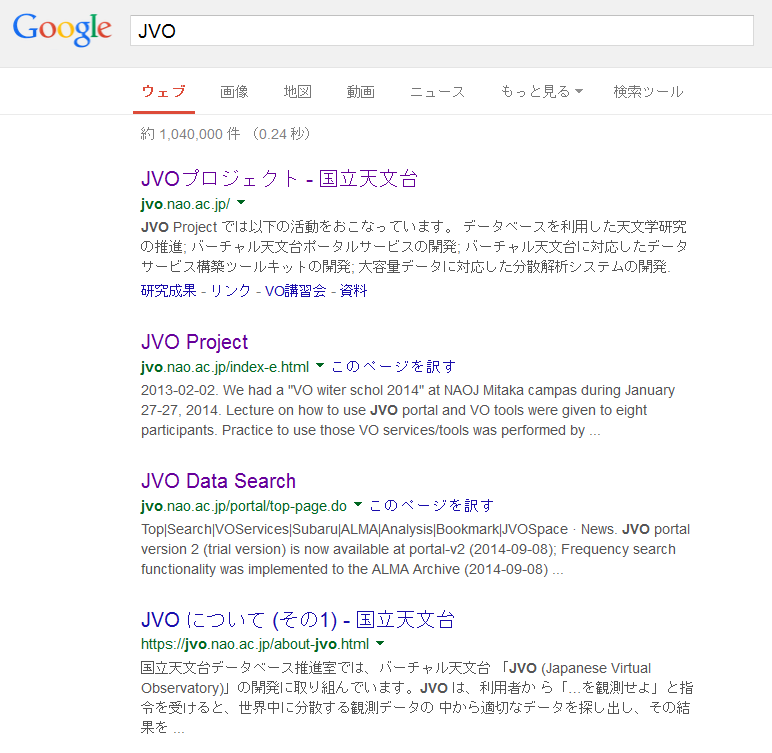 Google JVO
ウェブ 画像 地図 動画 ニュース もっと見る 検索ツール
約 1,040,000 件 (0.24 秒)
JVOプロジェクト - 国立天文台
jvo.nao.ac.jp/
JVO Project では以下の活動をおこなっています。 データベースを利用した天文学研究
の推進; バーチャル天文台ポータルサービスの開発; バーチャル天文台に対応したデータ
サービス構築ツールキットの開発; 大容量データに対応した分散解析システムの開発.
研究成果 - リンク - VO講習会 - 資料
JVO Project
jvo.nao.ac.jp/index-e.html このページを訳す
2013-02-02. We had a "VO witer schol 2014" at NAOJ Mitaka campas during January
27-27, 2014. Lecture on how to use JVO portal and VO tools were given to eight
participants. Practice to use those VO services/tools was performed by ...
JVO Data Search
jvo.nao.ac.jp/portal/top-page.do このページを訳す
Top|Search|VOServices|Subaru|ALMA|Analysis|Bookmark|JVOSpace · News. JVO portal
version 2 (trial version) is now available at portal-v2 (2014-09-08); Frequency search
functionality was implemented to the ALMA Archive (2014-09-08) ...
JVO について (その1) - 国立天文台
https://jvo.nao.ac.jp/about-jvo.html
国立天文台データベース推進室では、バーチャル天文台 「JVO (Japanese Virtual
Observatory)」の開発に取り組んでいます。JVO は、利用者か ら「...を観測せよ」と指
令を受けると、世界中に分散する観測データの 中から適切なデータを探し出し、その結
果を ...